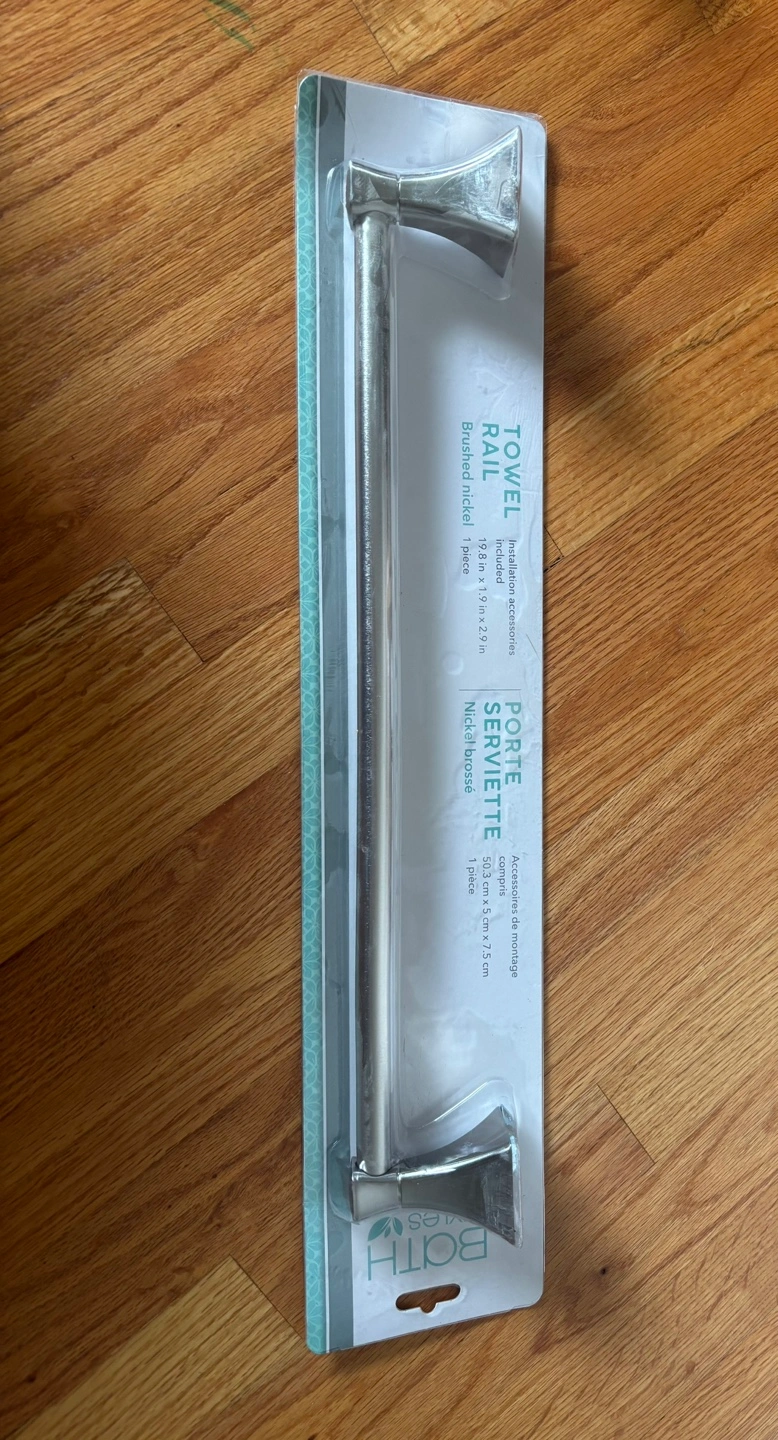 TOWEL
RAIL
Brushed nickel
Installation accessories
included
19.8 in x 1.9 in x 2.9 in
1 piece
PORTE
SERVIETTE
Nickel brossé
Accessoires de montage
compris
50.3 cm x 5 cm x 7.5 cm
1 pièce
BATH